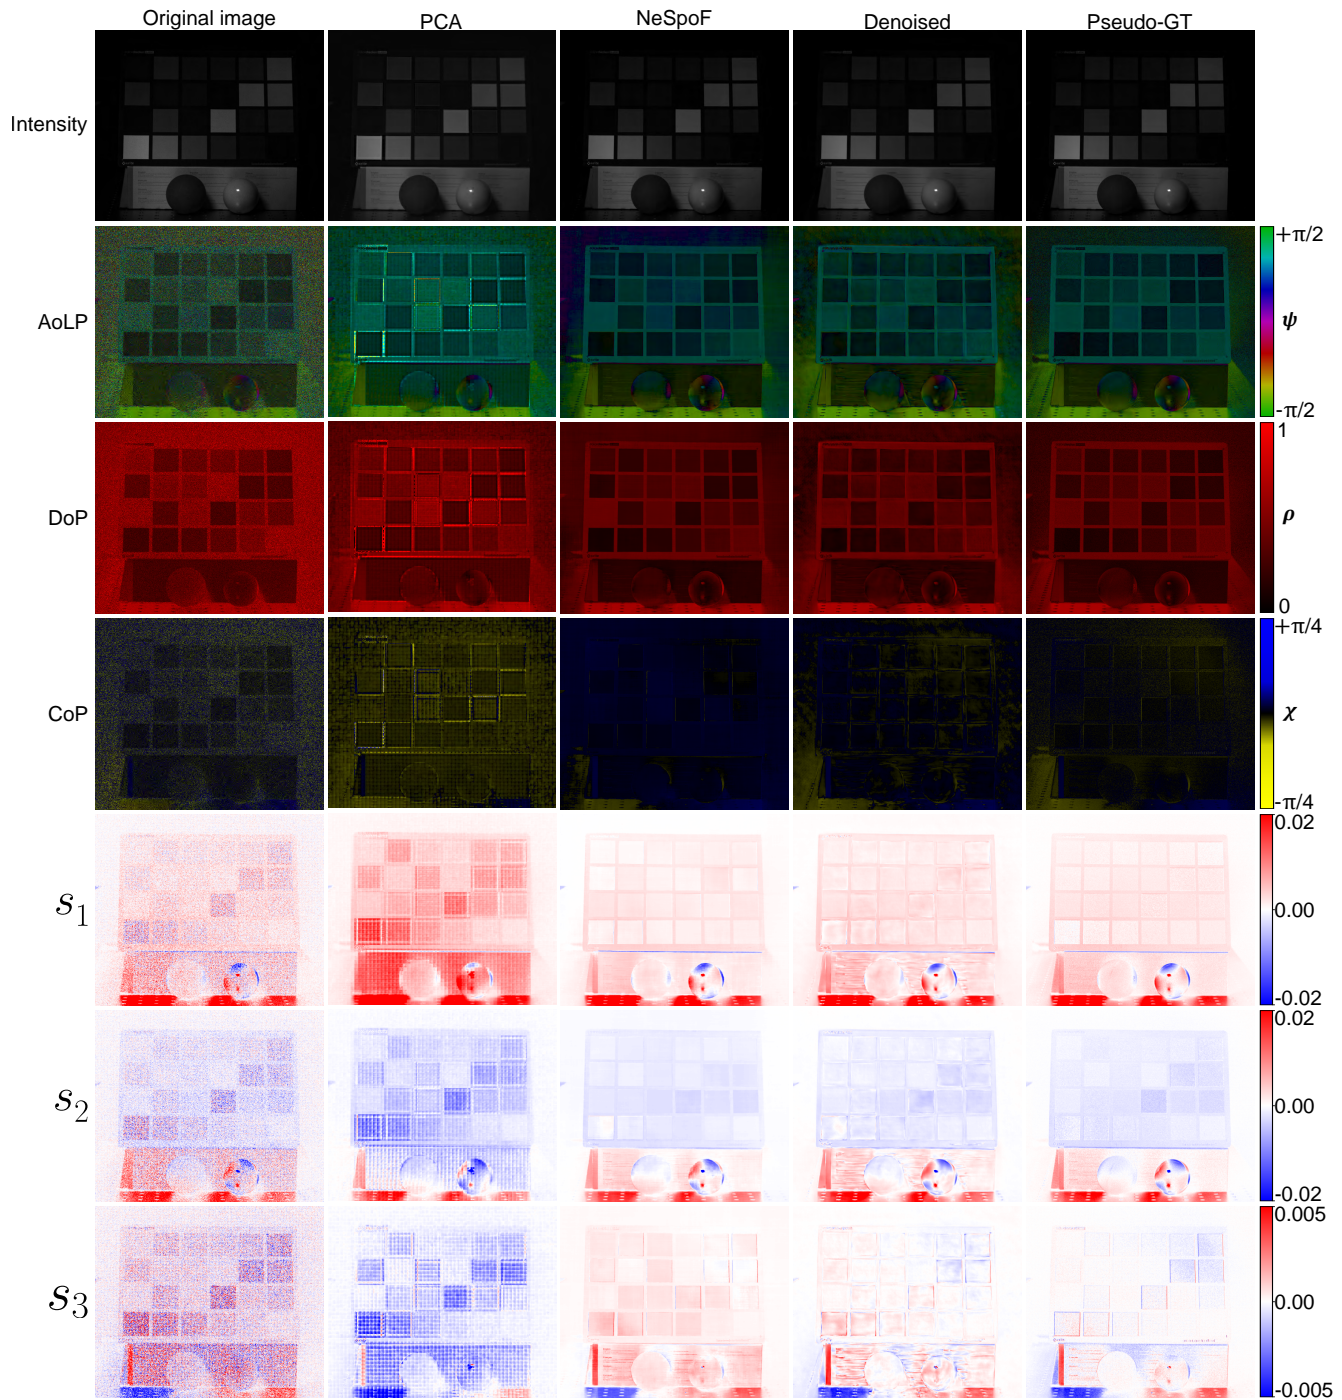 Original image PCA NeSpoF Denoised Pseudo-GT
Intensity
AoLP
+π/2
ψ
-π/2
DoP
1
ρ
0
CoP
+π/4
χ
-π/4
s1
0.02
0.00
-0.02
s2
0.02
0.00
-0.02
s3
0.005
0.00
-0.005